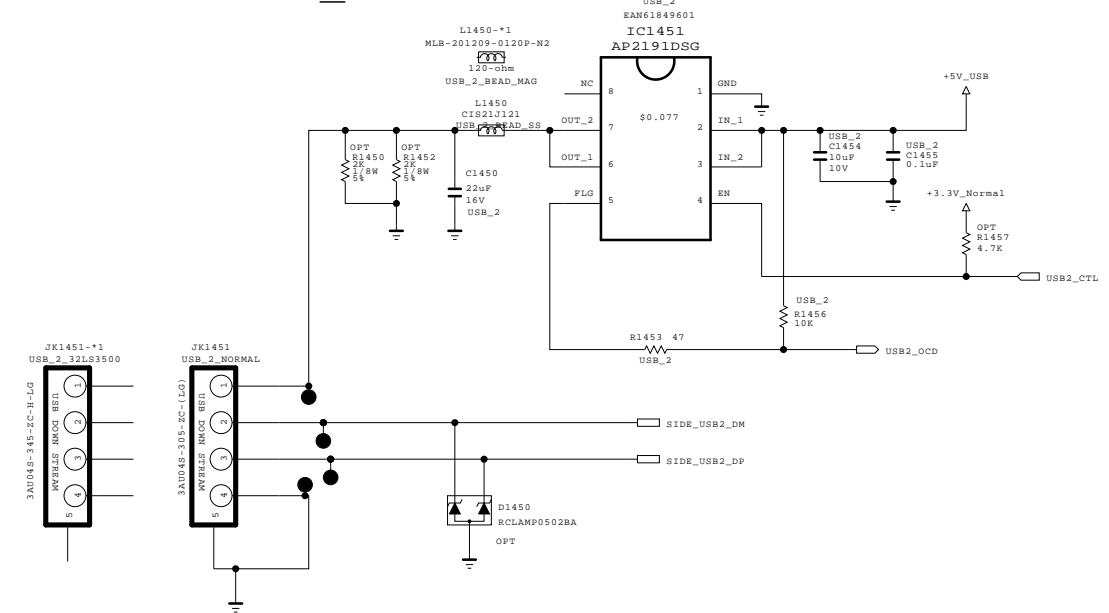 USB_2
EAN61849601
IC1451
AP2191DSG
L1450-*1
MLB-201209-0120P-N2
120-ohm
USB_2_BEAD_MAG
L1450
CIS21J121
USB_2_BEAD_SS
NC
8
OUT_2
7
OUT_1
6
FLG
5
$0.077
1
GND
2
IN_1
3
IN_2
4
EN
+5V_USB
OPT
R1450
2K
1/8W
5%
OPT
R1452
2K
1/8W
5%
C1450
22uF
16V
USB_2
USB_2
C1454
10uF
10V
USB_2
C1455
0.1uF
+3.3V_Normal
OPT
R1457
4.7K
USB2_CTL
USB_2
R1456
10K
R1453 47
USB_2
USB2_OCD
JK1451-*1
USB_2_32LS3500
3AU04S-345-ZC-H-LG
USB DOWN STREAM
1
2
3
4
5
JK1451
USB_2_NORMAL
3AU04S-305-ZC-(LG)
USB DOWN STREAM
1
2
3
4
5
SIDE_USB2_DM
SIDE_USB2_DP
D1450
RCLAMP0502BA
OPT